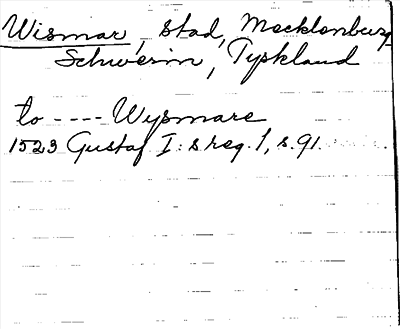 Wismar, stad, Mecklenburg-
Schwerin, Tyskland
to ---- Wysmare
1523 Gustaf I: s reg. 1, s. 91.